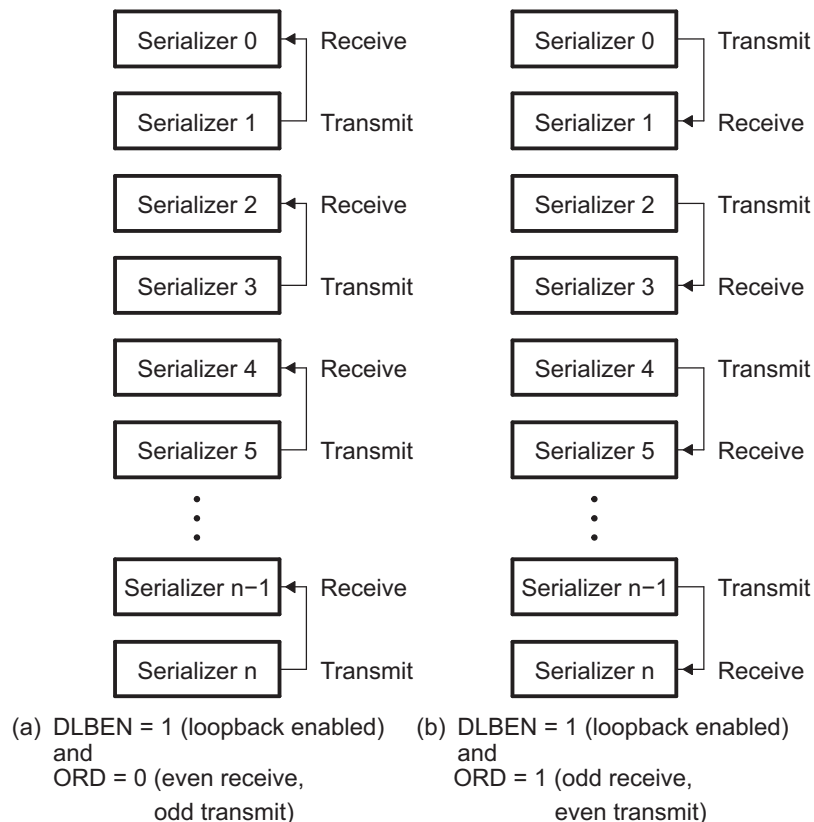 Serializer 0 Receive
Serializer 1 Transmit
Serializer 2 Receive
Serializer 3 Transmit
Serializer 4 Receive
Serializer 5 Transmit
Serializer n−1 Receive
Serializer n Transmit
(a) DLBEN = 1 (loopback enabled)
and
ORD = 0 (even receive,
odd transmit)
Serializer 0 Transmit
Serializer 1 Receive
Serializer 2 Transmit
Serializer 3 Receive
Serializer 4 Transmit
Serializer 5 Receive
Serializer n−1 Transmit
Serializer n Receive
(b) DLBEN = 1 (loopback enabled)
and
ORD = 1 (odd receive,
even transmit)